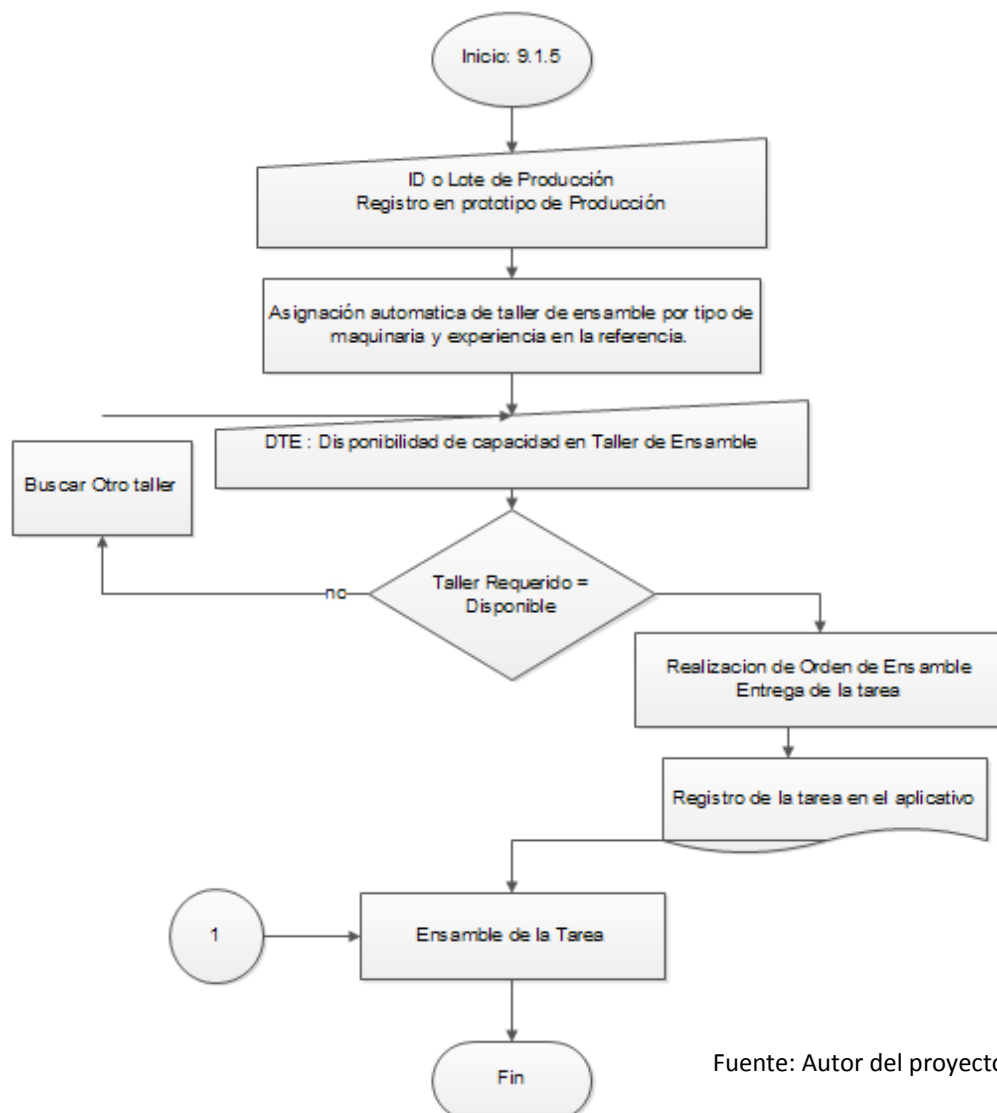 Inicio: 9.1.5
ID o Lote de Producción
Registro en prototipo de Producción
Asignación automatica de taller de ensamble por tipo de
maquinaria y experiencia en la referencia.
DTE : Disponibilidad de capacidad en Taller de Ensamble
Buscar Otro taller
Taller Requerido =
Disponible
no
Realizacion de Orden de Ensamble
Entrega de la tarea
Registro de la tarea en el aplicativo
1
Ensamble de la Tarea
Fin
Fuente: Autor del proyecto